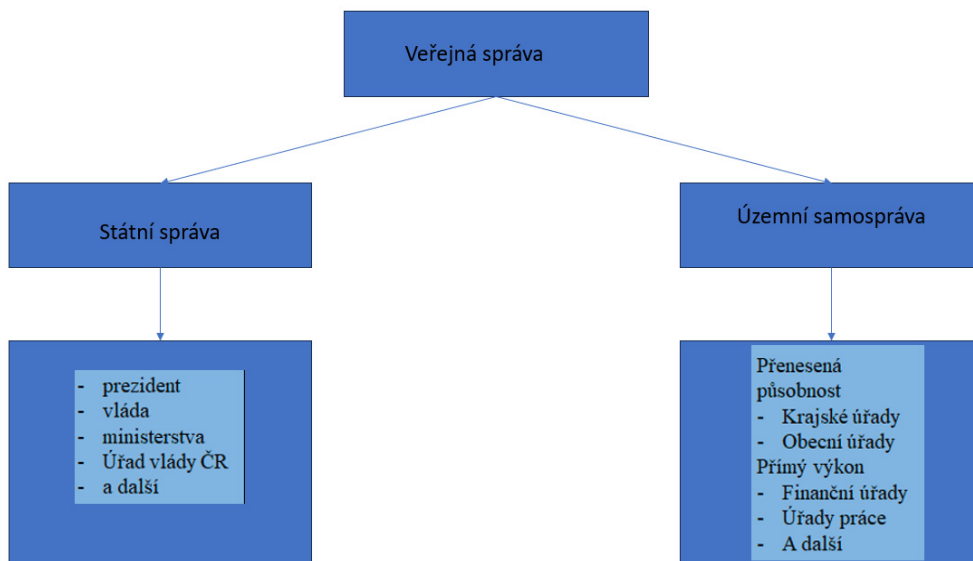 Veřejná správa
Státní správa
Územní samospráva
- prezident
- vláda
- ministerstva
- Úřad vlády ČR
- a další
Přenesená
působnost
- Krajské úřady
- Obecní úřady
Přímý výkon
- Finanční úřady
- Úřady práce
- A další